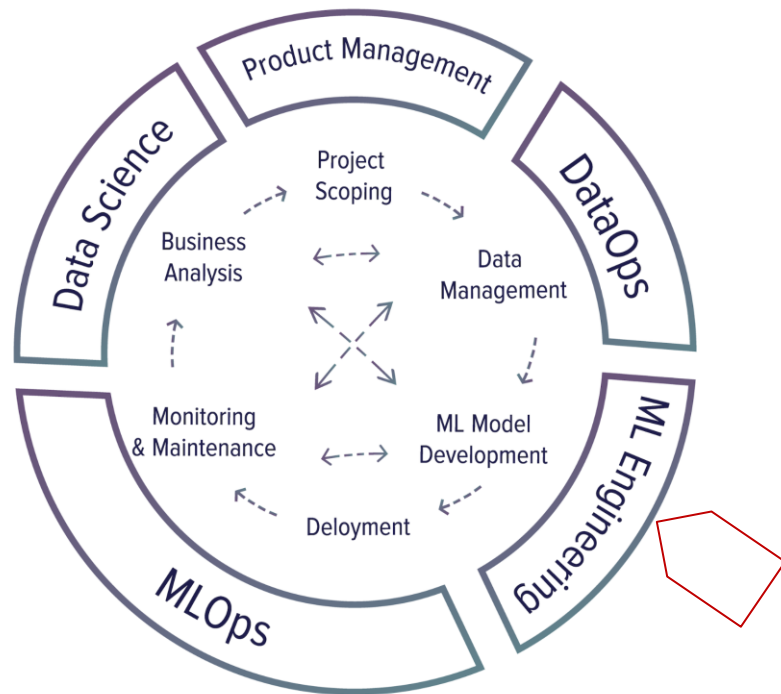 Product Management
Data Science
DataOps
Project
Scoping
Business
Analysis
Data
Management
Monitoring
& Maintenance
ML Model
Development
Deloyment
ML Engineering
MLOps